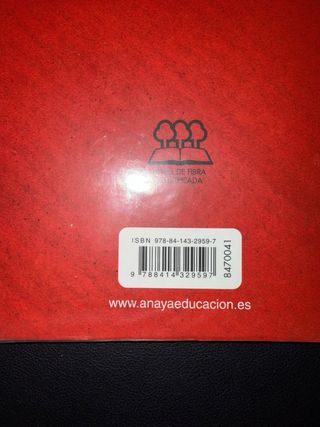 DE FIBRA
ISBN 978-84-143-2959-7
9 788414 329597
8470041
www.anayaeducacion.es